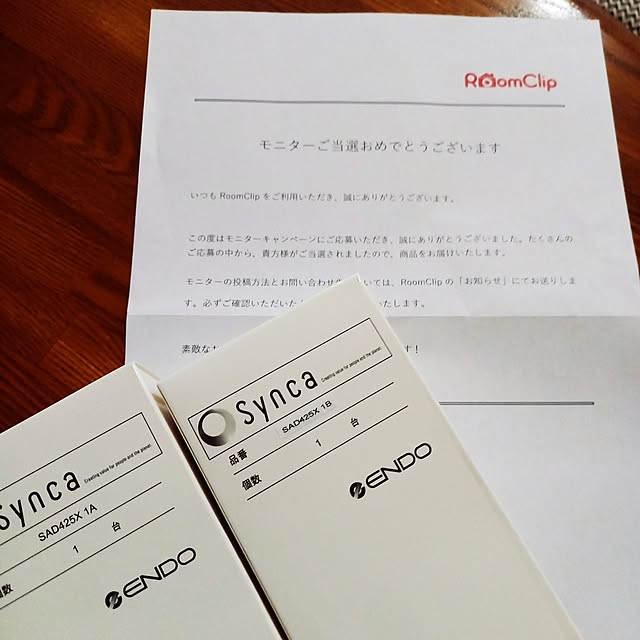 RoomClip
モニターご当選おめでとうございます
いつも RoomClip をご利用いただき、誠にありがとうございます。
この度はモニターキャンペーンにご応募いただき、誠にありがとうございました。たくさんの
ご応募の中から、貴方様がご当選されましたので、商品をお届けいたします。
モニターの投稿方法とお問い合わせ いては、RoomClip の「お知らせ」にてお送りしま
す。必ずご確認いただいた いたします。
素敵な す!
Synca
Creating value for people and the planet.
品番 SAD425X 1B
個数 1 台
ENDO
Synca
Creating value for people and the planet.
SAD425X 1A
個数 1 台
ENDO